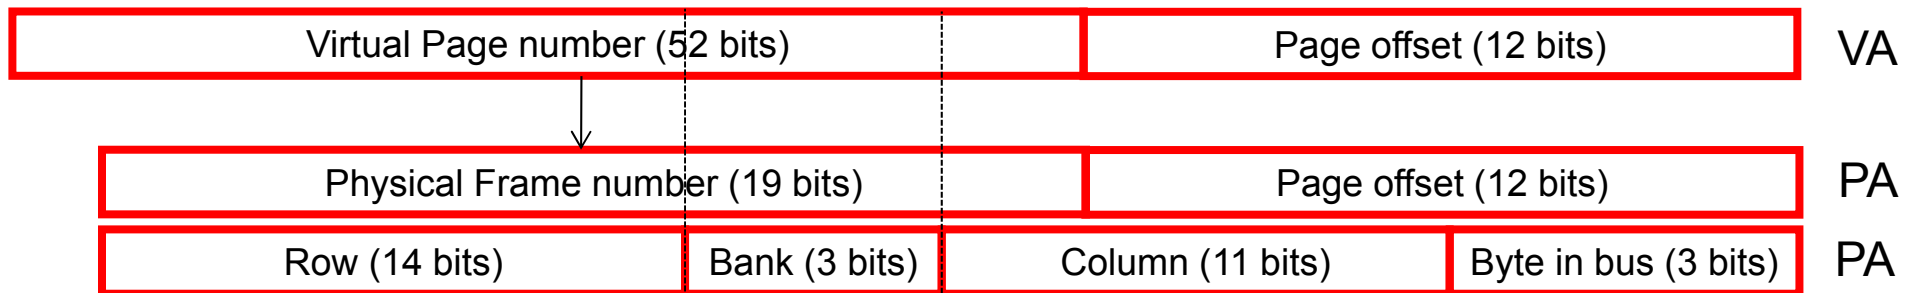 Virtual Page number (52 bits) Page offset (12 bits) VA
Physical Frame number (19 bits) Page offset (12 bits) PA
Row (14 bits) Bank (3 bits) Column (11 bits) Byte in bus (3 bits) PA